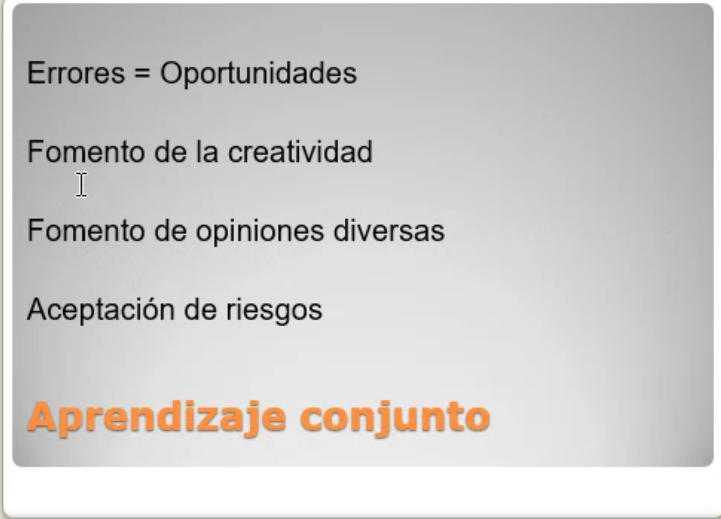 Errores = Oportunidades
Fomento de la creatividad
Fomento de opiniones diversas
Aceptación de riesgos
Aprendizaje conjunto